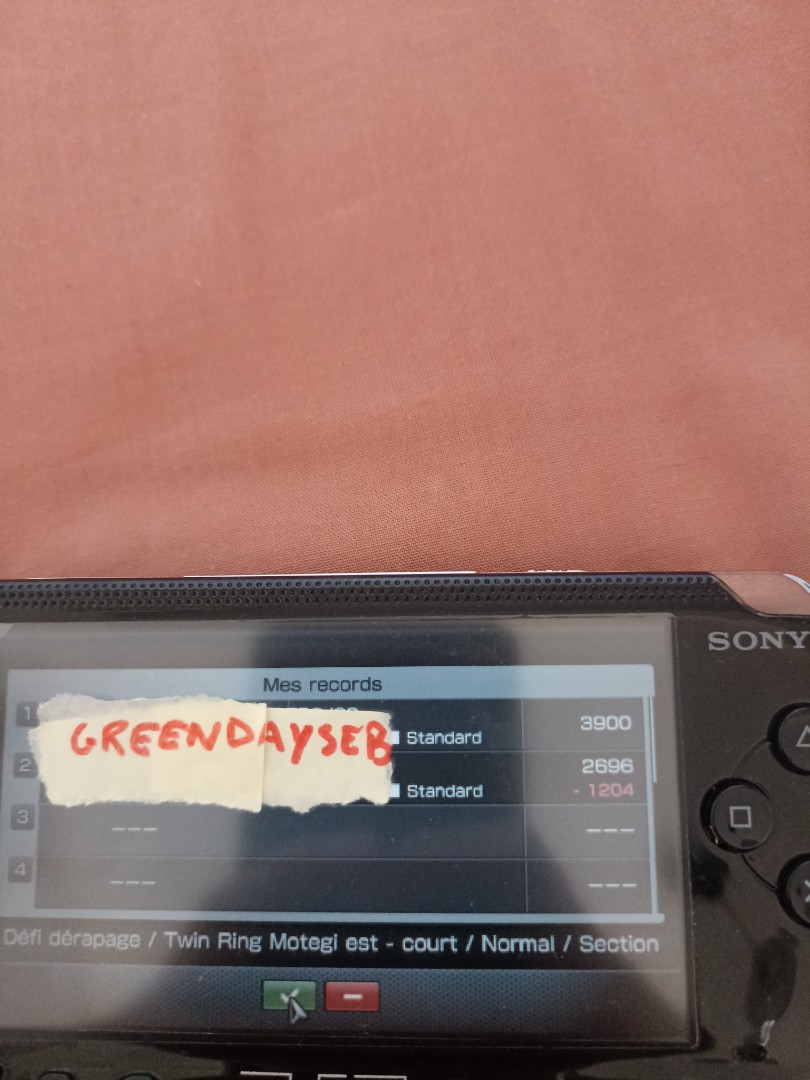 SONY
Mes records
1
GREENDAYSEB
Standard
3900
2
2696
Standard
- 1204
3
---
---
4
---
---
Défi dérapage / Twin Ring Motegi est - court / Normal / Section